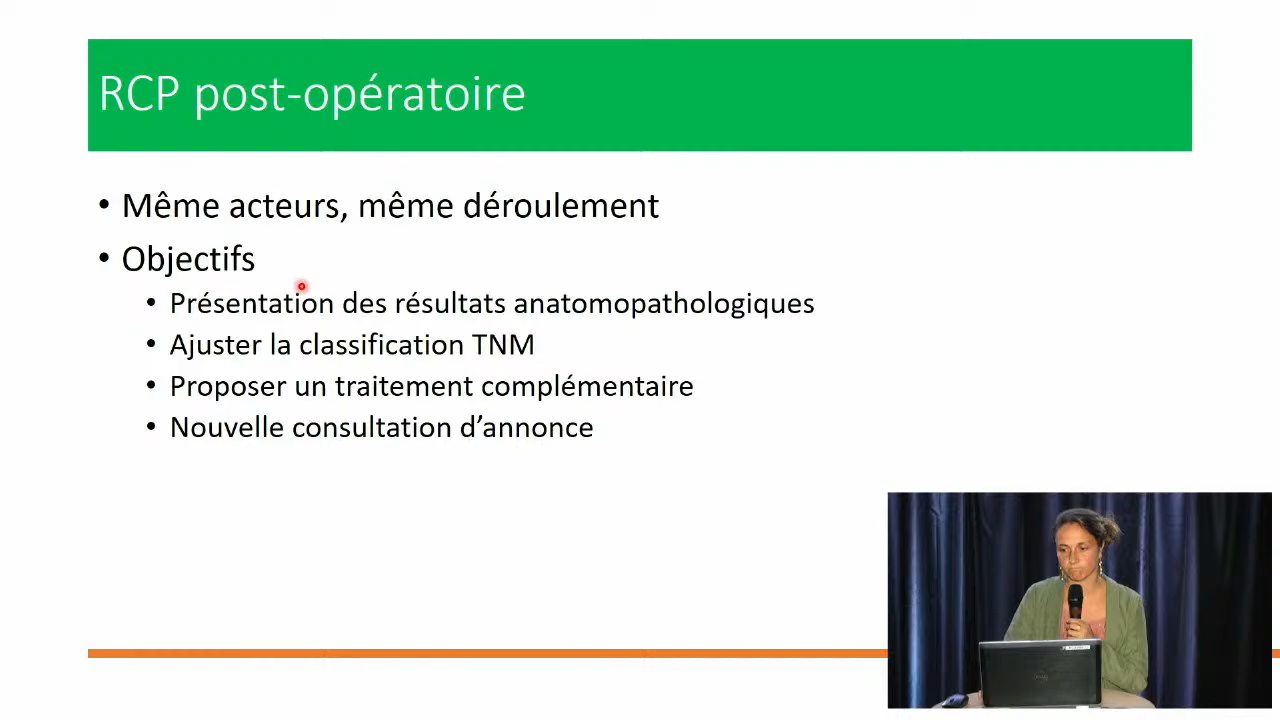 RCP post-opératoire
• Même acteurs, même déroulement
• Objectifs
• Présentation des résultats anatomopathologiques
• Ajuster la classification TNM
• Proposer un traitement complémentaire
• Nouvelle consultation d’annonce